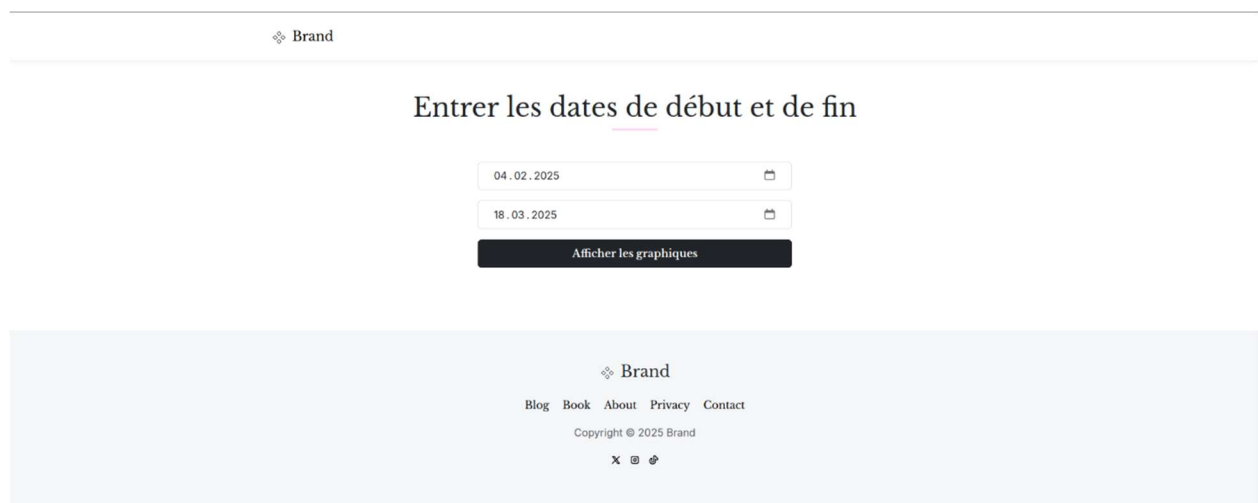 Brand
Entrer les dates de début et de fin
04.02.2025
18.03.2025
Afficher les graphiques
Brand
Blog Book About Privacy Contact
Copyright © 2025 Brand